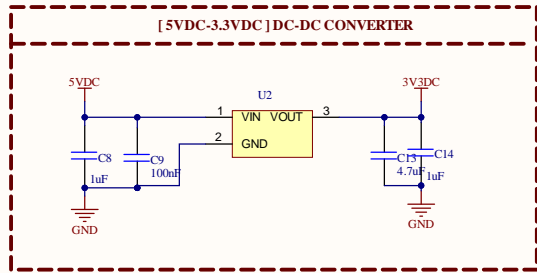 [ 5VDC-3.3VDC ] DC-DC CONVERTER
5VDC
U2
3V3DC
1
VIN
VOUT
3
2
GND
C8
1uF
C9
100nF
C13
4.7uF
C14
1uF
GND
GND